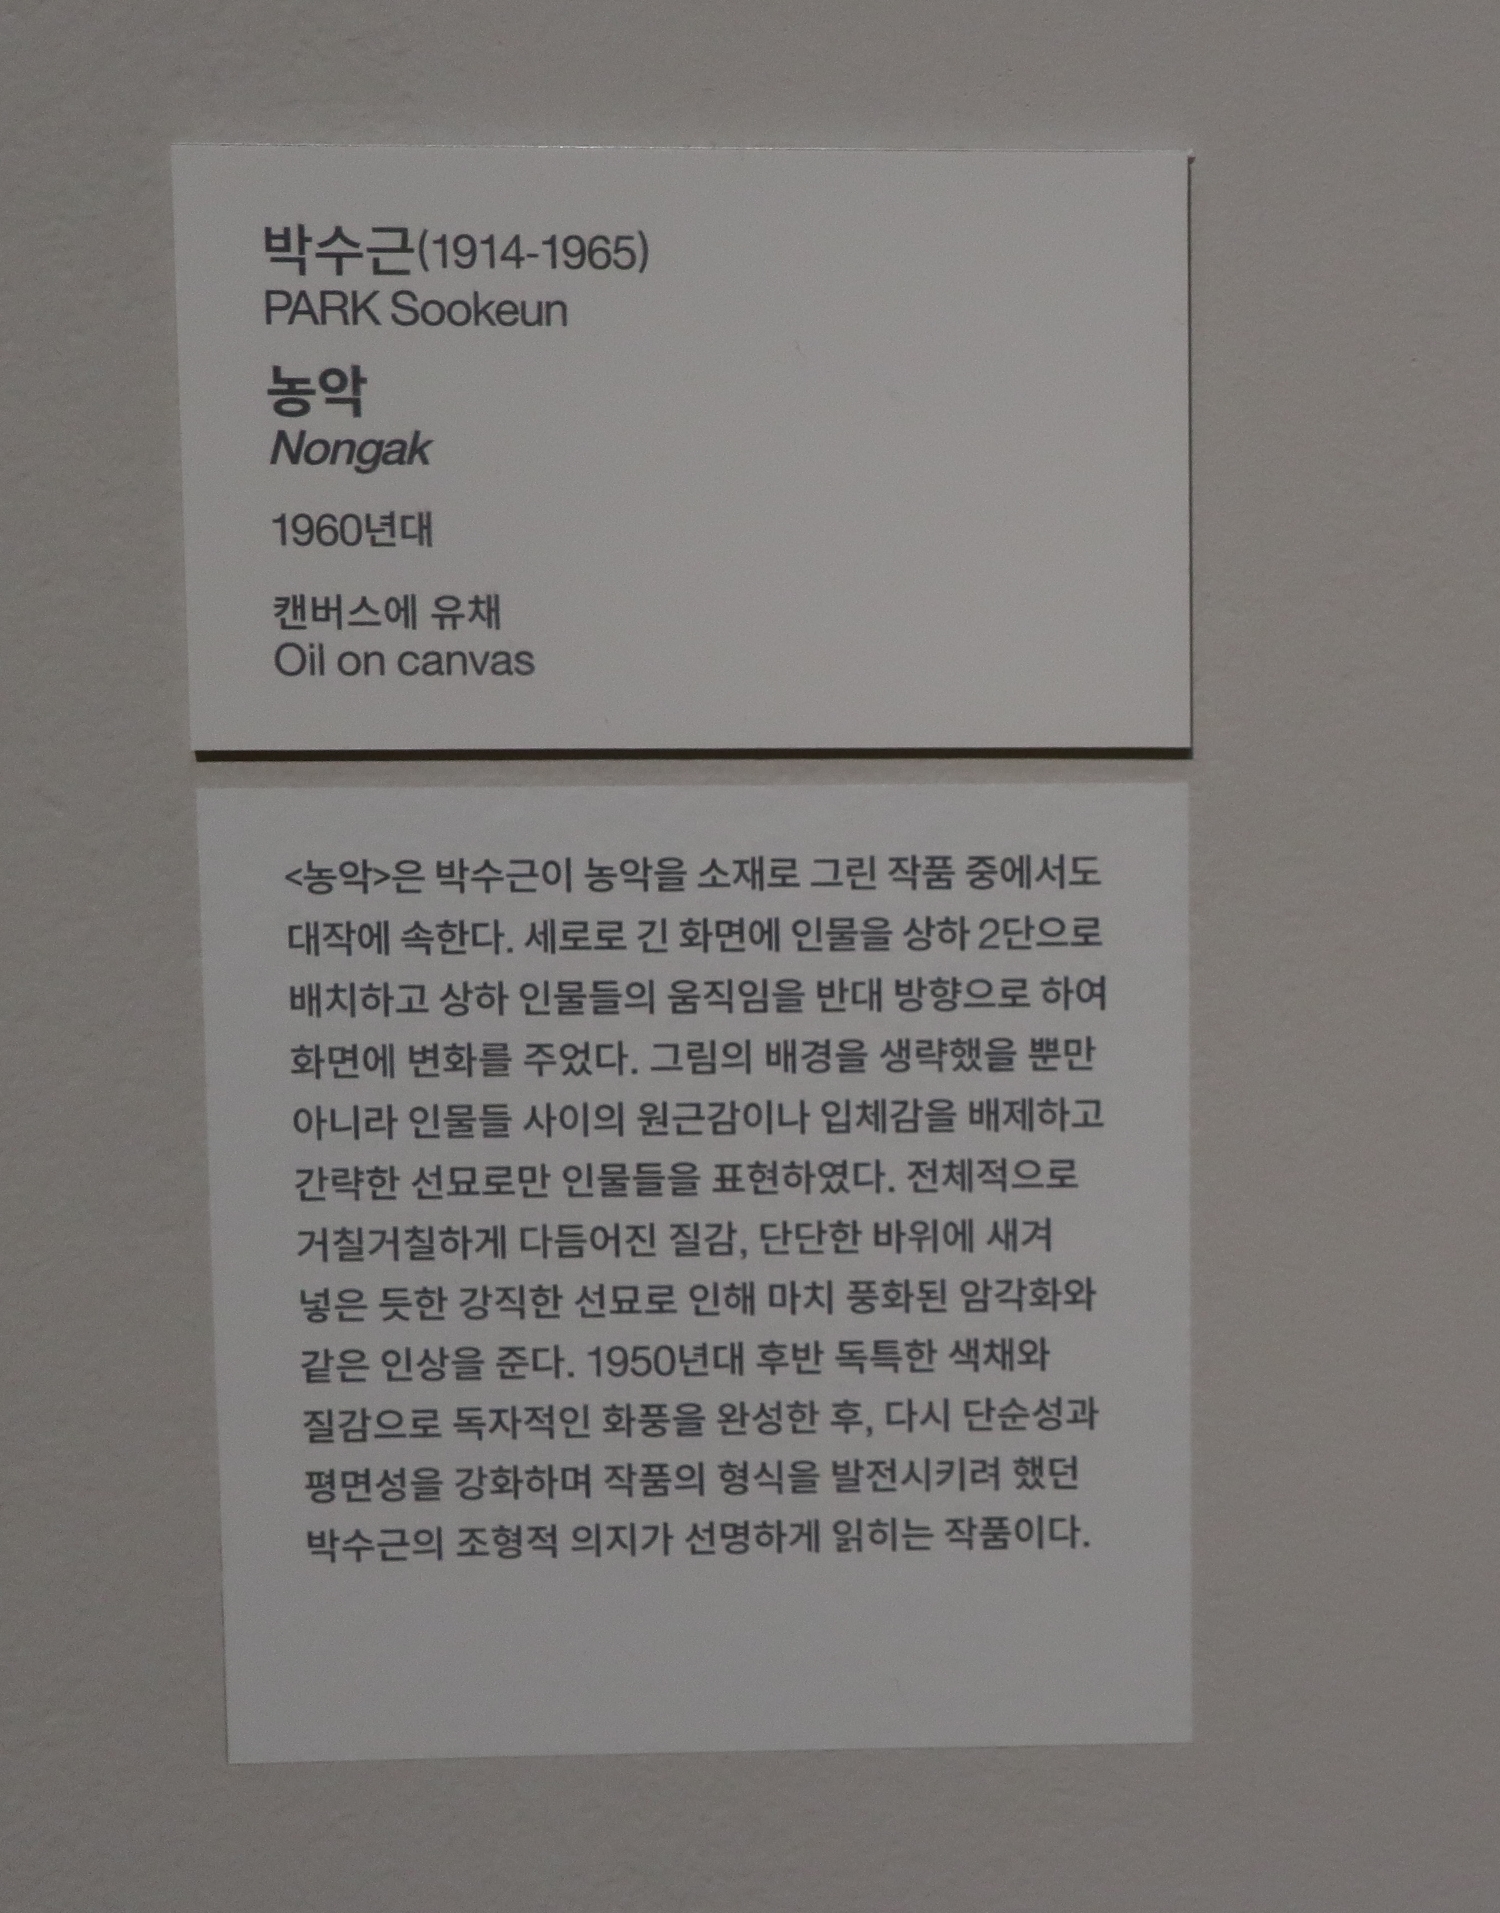 박수근(1914-1965)
PARK Sookeun
농악
Nongak
1960년대
캔버스에 유채
Oil on canvas
<농악>은 박수근이 농악을 소재로 그린 작품 중에서도
대작에 속한다. 세로로 긴 화면에 인물을 상하 2단으로
배치하고 상하 인물들의 움직임을 반대 방향으로 하여
화면에 변화를 주었다. 그림의 배경을 생략했을 뿐만
아니라 인물들 사이의 원근감이나 입체감을 배제하고
간략한 선묘로만 인물들을 표현하였다. 전체적으로
거칠거칠하게 다듬어진 질감, 단단한 바위에 새겨
넣은 듯한 강직한 선묘로 인해 마치 풍화된 암각화와
같은 인상을 준다. 1950년대 후반 독특한 색채와
질감으로 독자적인 화풍을 완성한 후, 다시 단순성과
평면성을 강화하며 작품의 형식을 발전시키려 했던
박수근의 조형적 의지가 선명하게 읽히는 작품이다.